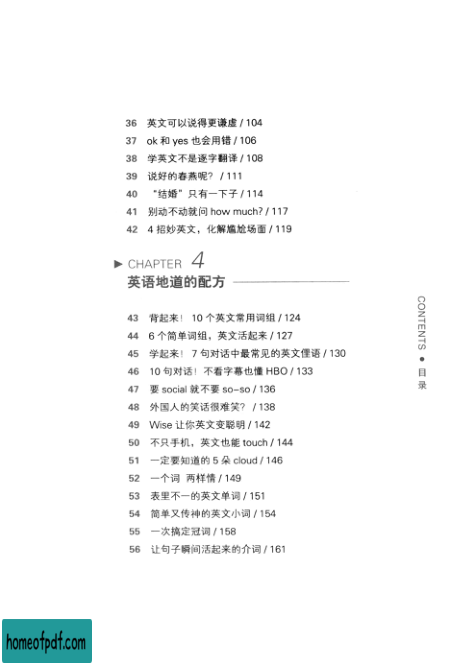 36 英文可以说得更谦虚 / 104
37 ok 和 yes 也会用错 / 106
38 学英文不是逐字翻译 / 108
39 说好的春燕呢？ / 111
40 “结婚”只有一下子 / 114
41 别动不动就问 how much? / 117
42 4 招妙英文，化解尴尬场面 / 119
▶ CHAPTER 4
英语地道的配方
43 背起来！ 10 个英文常用词组 / 124
44 6 个简单词组，英文活起来 / 127
45 学起来！ 7 句对话中最常见的英文俚语 / 130
46 10 句对话！不看字幕也懂 HBO / 133
47 要 social 就不要 so-so / 136
48 外国人的笑话很难笑？ / 138
49 Wise 让你英文变聪明 / 142
50 不只手机，英文也能 touch / 144
51 一定要知道的 5 朵 cloud / 146
52 一个词 两样情 / 149
53 表里不一的英文单词 / 151
54 简单又传神的英文小词 / 154
55 一次搞定冠词 / 158
56 让句子瞬间活起来的介词 / 161
CONTENTS ● 目录
homeofpdf.com